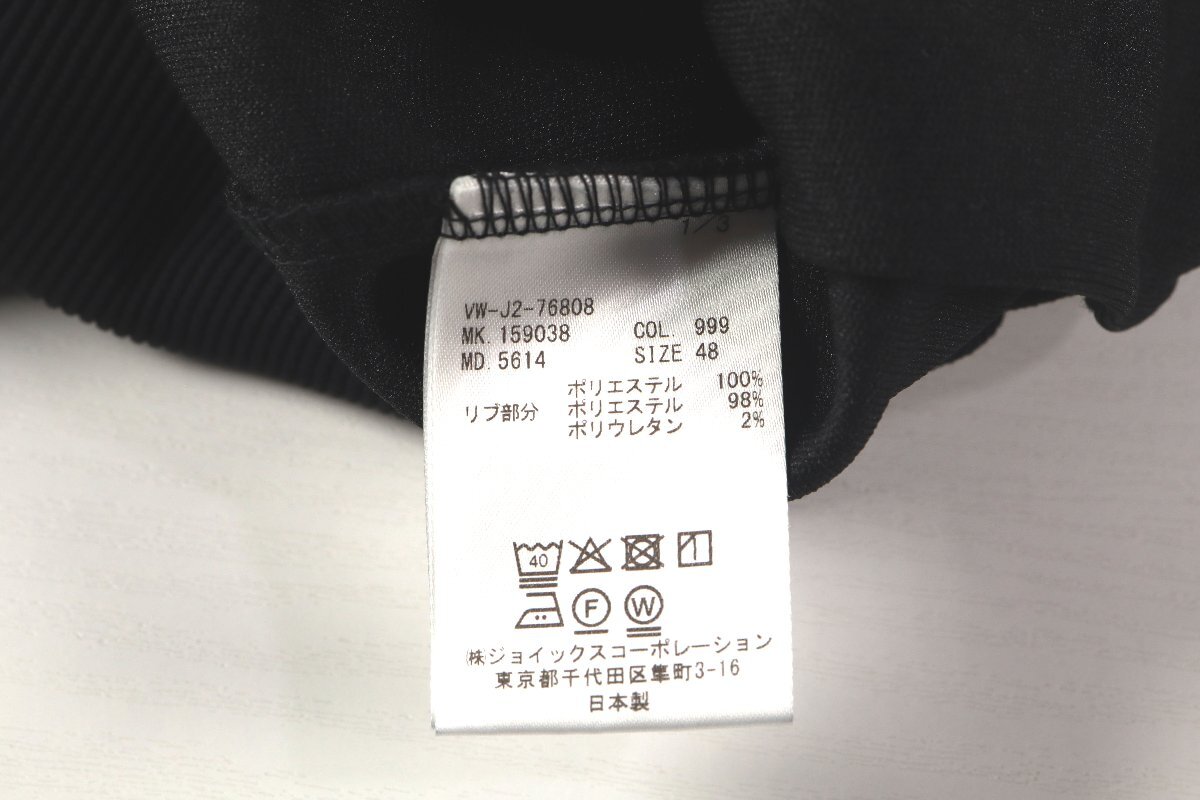 1/3
VW-J2-76808
MK. 159038 COL. 999
MD. 5614 SIZE 48
ポリエステル 100%
リブ部分 ポリエステル 98%
ポリウレタン 2%
40
F W
㈱ジョイックスコーポレーション
東京都千代田区隼町3-16
日本製